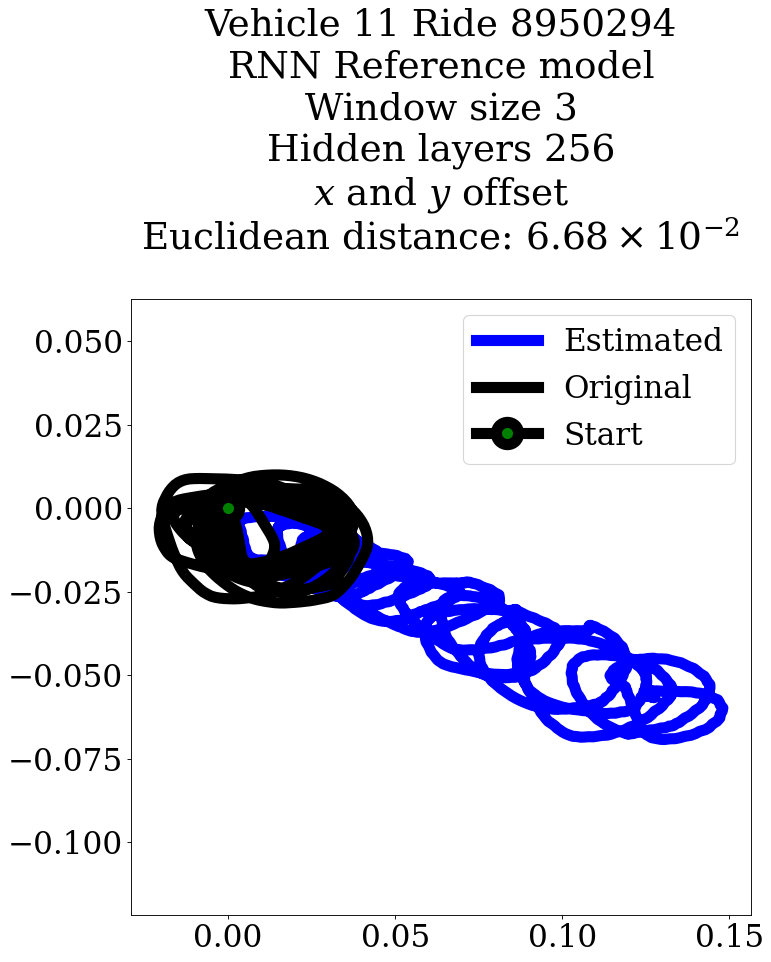 Vehicle 11 Ride 8950294
RNN Reference model
Window size 3
Hidden layers 256
x and y offset
Euclidean distance: 6.68 × 10⁻²
Estimated
Original
Start
0.050
0.025
0.000
−0.025
−0.050
−0.075
−0.100
0.00 0.05 0.10 0.15